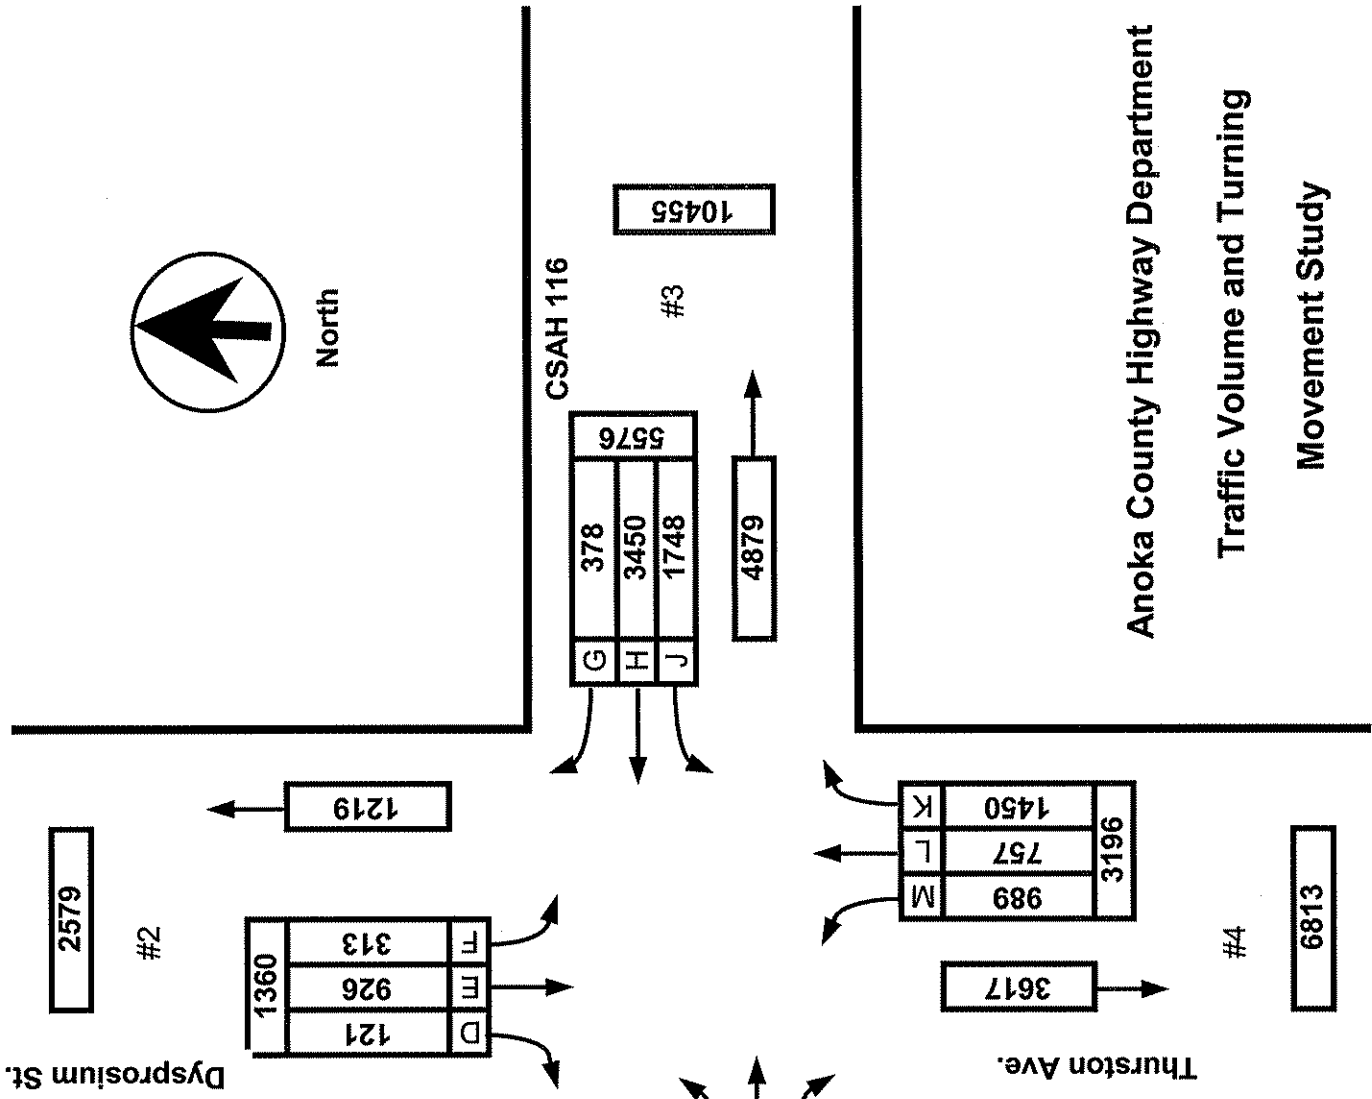 Dysprosium St.
2579
#2
1219
1360
121
926
313
D
E
F
North
CSAH 116
#3
10455
G 378
H 3450
J 1748
5576
4879
M L K
989
757
1450
3196
3617
#4
6813
Thurston Ave.
Anoka County Highway Department
Traffic Volume and Turning
Movement Study